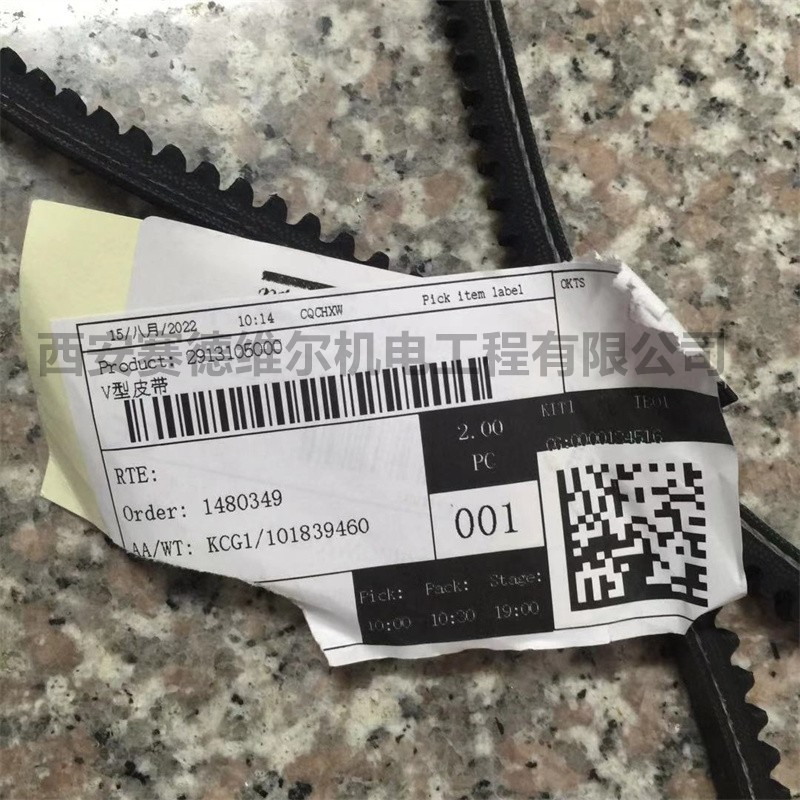 15/八月/2022 10:14 CQCHXW Pick item label OKTS
西安赛德维尔机电工程有限公司
Product: 2913105000
V型皮带
2.00 PC
KIT1
RTE:
Order: 1480349
001
AA/WT: KCG1/101839460
Pick: Pack: Stage:
10:00 10:30 19:00